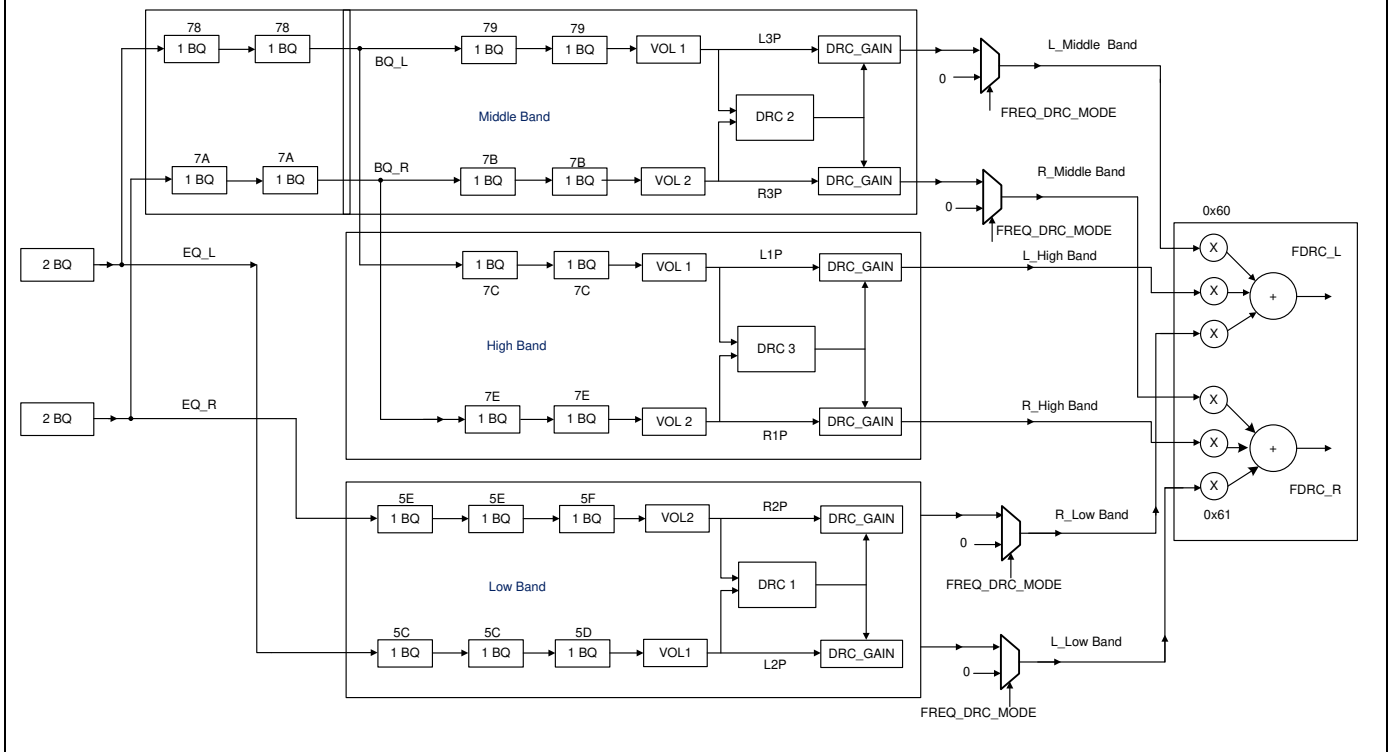 78 78 79 79
1 BQ 1 BQ BQ_L 1 BQ 1 BQ VOL 1 L3P DRC_GAIN L_Middle Band
0
FREQ_DRC_MODE
Middle Band DRC 2
7A 7A 7B 7B
1 BQ 1 BQ BQ_R 1 BQ 1 BQ VOL 2 R3P DRC_GAIN R_Middle Band
0
FREQ_DRC_MODE
0x60
2 BQ EQ_L
1 BQ 1 BQ VOL 1 L1P DRC_GAIN L_High Band
7C 7C
X
X
X
+
FDRC_L
High Band DRC 3
7E 7E
2 BQ EQ_R
1 BQ 1 BQ VOL 2 R1P DRC_GAIN R_High Band
X
X
X
+
FDRC_R
0x61
5E 5E 5F
1 BQ 1 BQ 1 BQ VOL2 R2P DRC_GAIN R_Low Band
0
FREQ_DRC_MODE
Low Band DRC 1
5C 5C 5D
1 BQ 1 BQ 1 BQ VOL1 L2P DRC_GAIN L_Low Band
0
FREQ_DRC_MODE